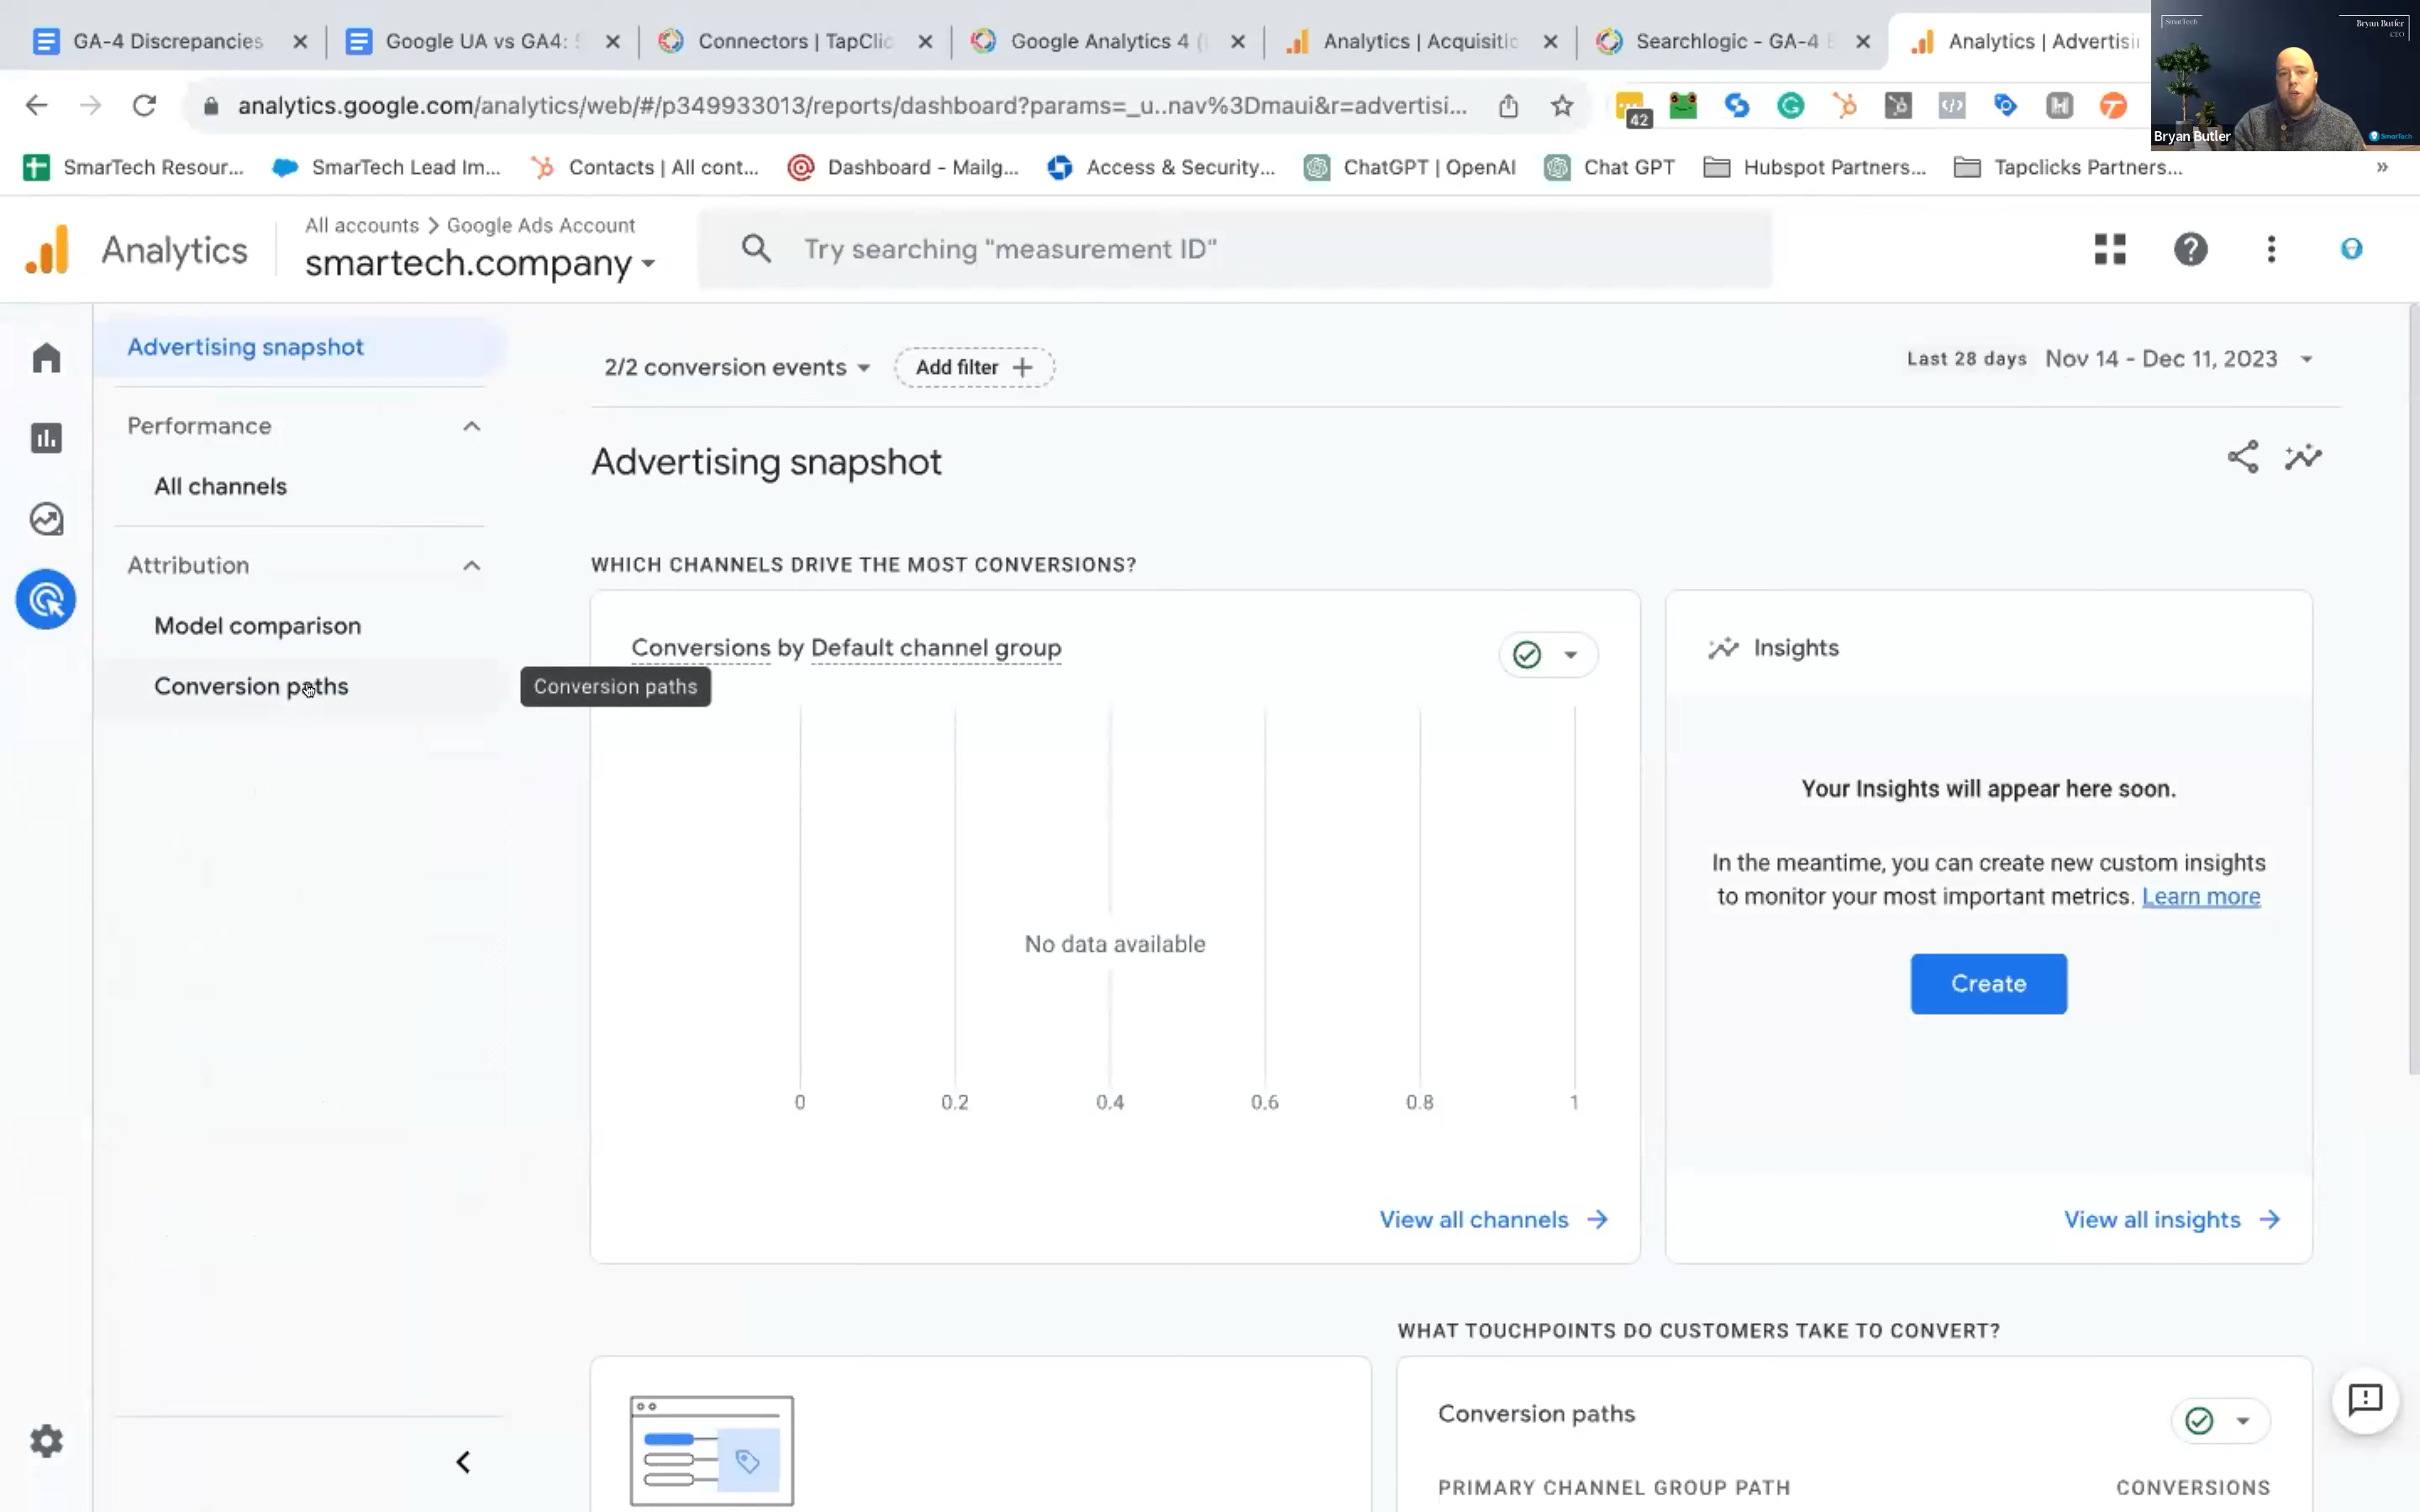 GA-4 Discrepancies
Google UA vs GA4:
Connectors | TapClic
Google Analytics 4 (
Analytics | Acquisitic
Searchlogic - GA-4
Analytics | Advertisi
SmarTech
Bryan Butler
CEO
analytics.google.com/analytics/web/#/p349933013/reports/dashboard?params=_u..nav%3Dmaui&r=advertisi...
42
Bryan Butler
SmarTech
SmarTech Resour...
SmarTech Lead Im...
Contacts | All cont...
Dashboard - Mailg...
Access & Security...
ChatGPT | OpenAI
Chat GPT
Hubspot Partners...
Tapclicks Partners...
»
Analytics
All accounts > Google Ads Account
smartech.company
Try searching "measurement ID"
Advertising snapshot
Performance
All channels
Attribution
Model comparison
Conversion paths
Conversion paths
2/2 conversion events
Add filter +
Last 28 days Nov 14 - Dec 11, 2023
Advertising snapshot
WHICH CHANNELS DRIVE THE MOST CONVERSIONS?
Conversions by Default channel group
No data available
0 0.2 0.4 0.6 0.8 1
View all channels
Insights
Your Insights will appear here soon.
In the meantime, you can create new custom insights
to monitor your most important metrics. Learn more
Create
View all insights
WHAT TOUCHPOINTS DO CUSTOMERS TAKE TO CONVERT?
Conversion paths
PRIMARY CHANNEL GROUP PATH
CONVERSIONS